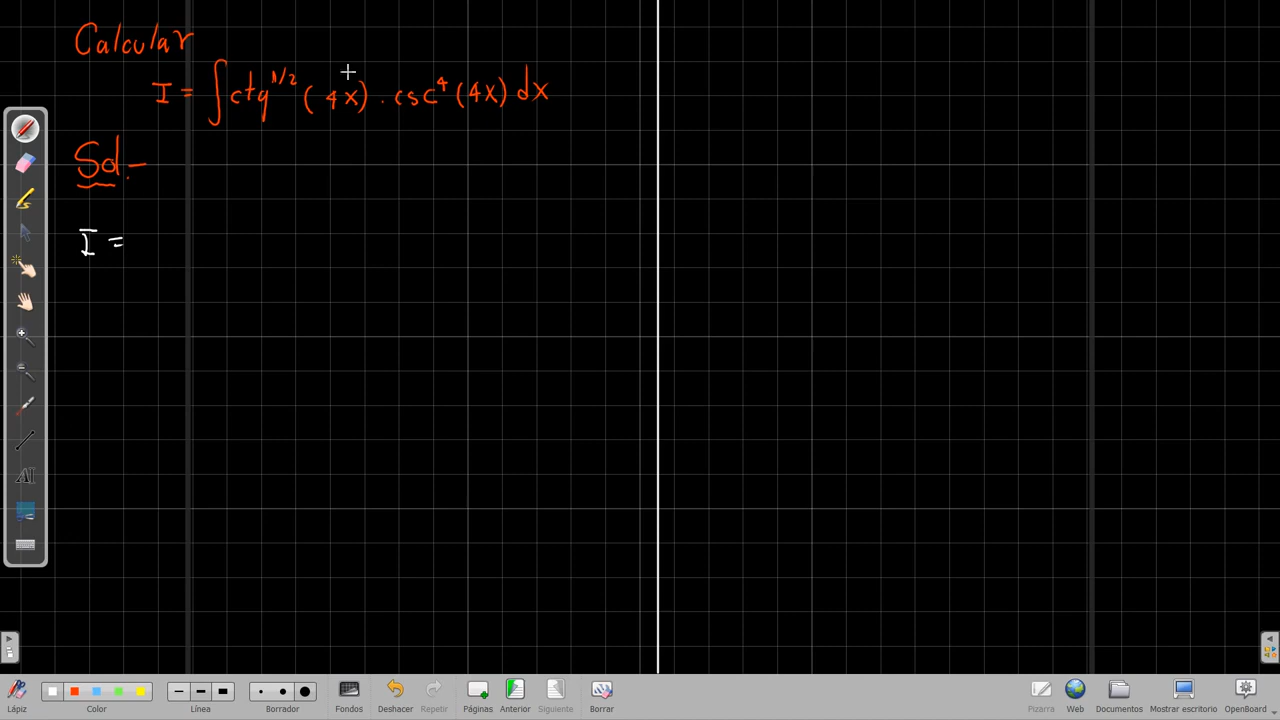 Calcular
I = ∫ ctg^1/2 (4x) . csc^4 (4x) dx
Sol.-
I =
AI
Lápiz
Color
Línea
Borrador
Fondos
Deshacer
Repetir
Páginas
Anterior
Siguiente
Borrar
Pizarra
Web
Documentos
Mostrar escritorio
OpenBoard